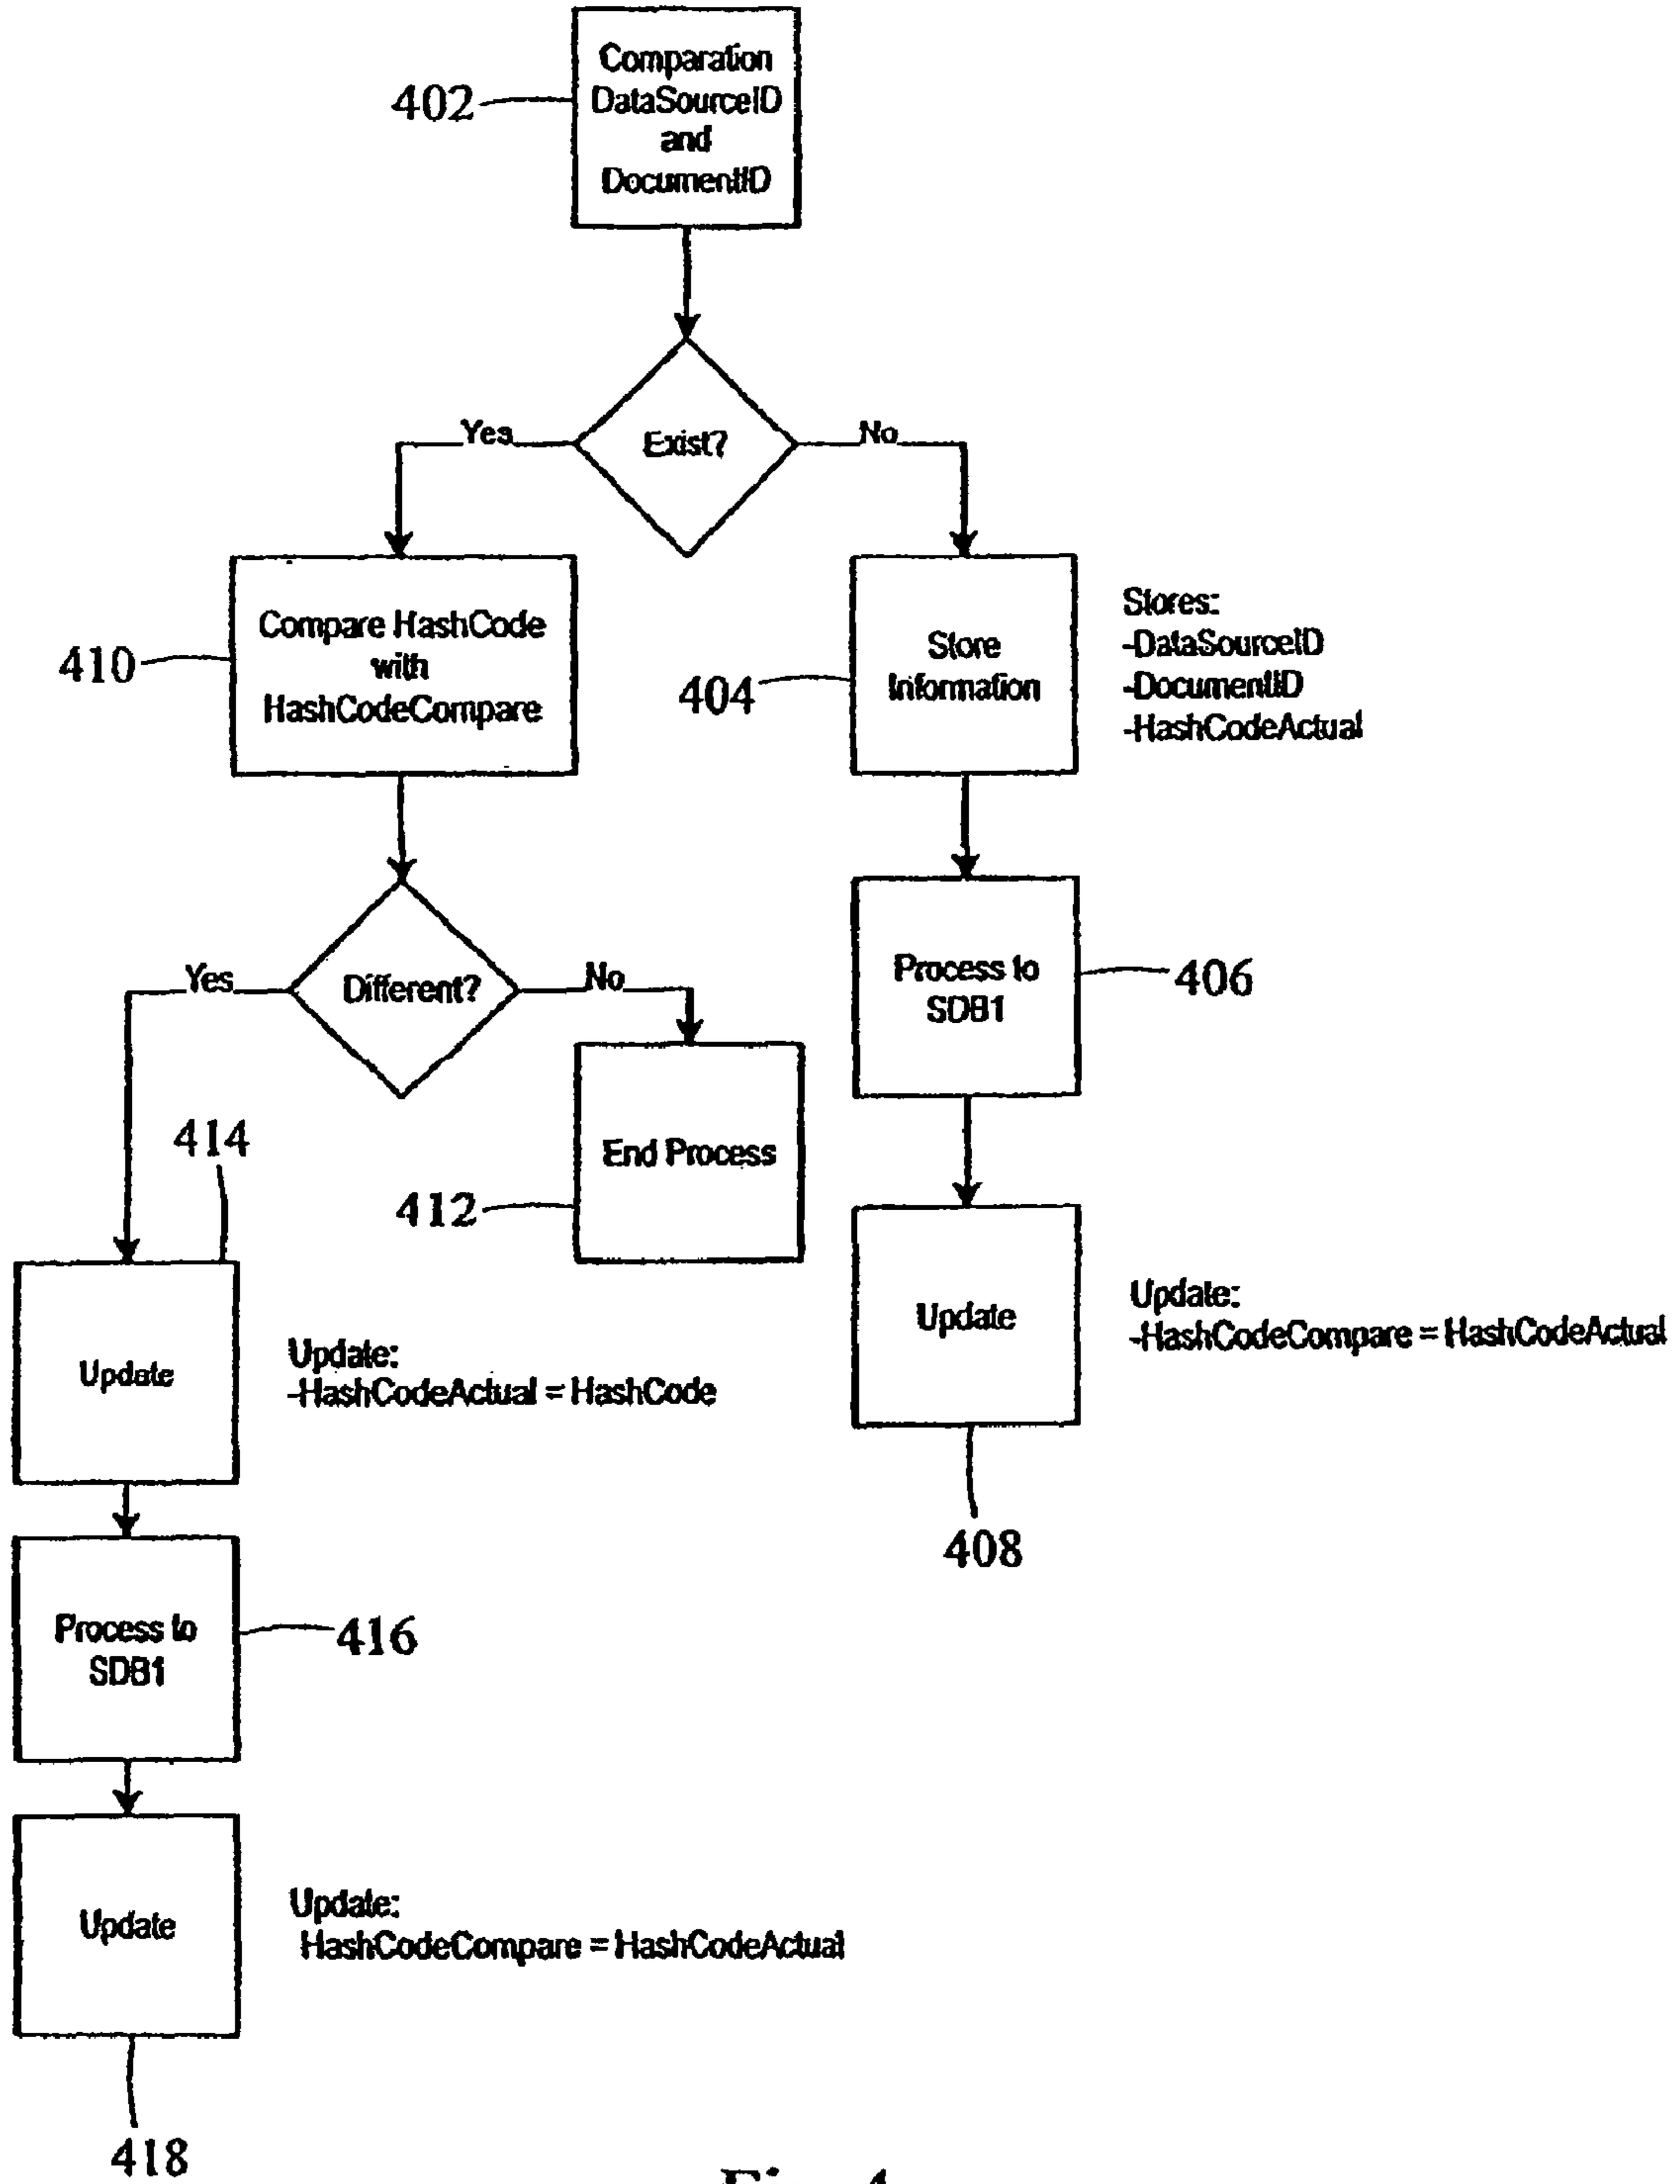 Comparation
DataSourceID
and
DocumentID
402
Exist?
Yes
No
Compare HashCode
with
HashCodeCompare
410
Store
Information
404
Stores:
-DataSourceID
-DocumentID
-HashCodeActual
Different?
Yes
No
Process to
SDB1
406
End Process
412
414
Update
Update:
-HashCodeActual = HashCode
Update
Update:
-HashCodeCompare = HashCodeActual
408
Process to
SDB1
416
Update
Update:
HashCodeCompare = HashCodeActual
418